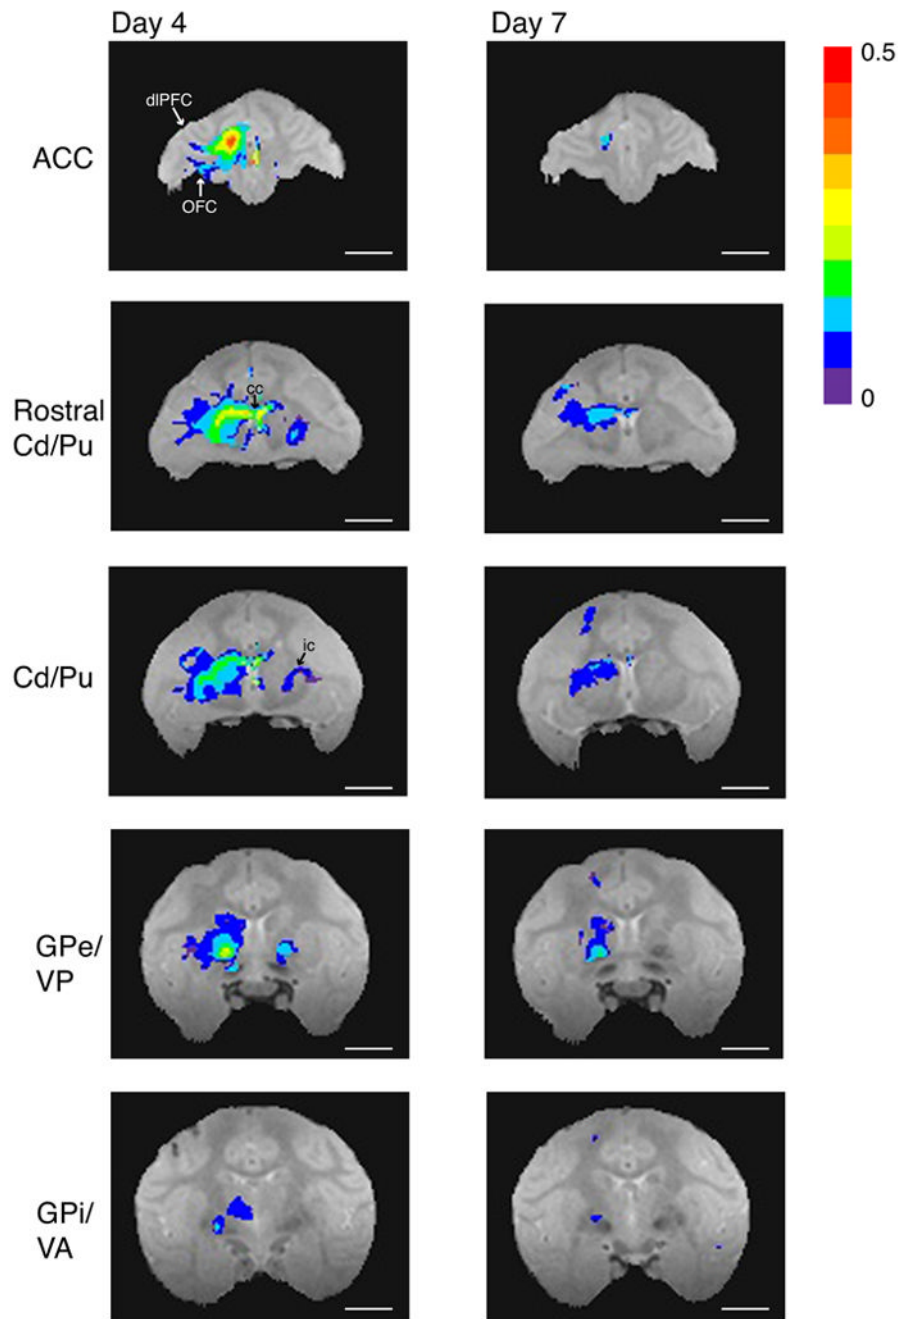 Day 4
Day 7
0.5
dlPFC
ACC
OFC
cc
Rostral
Cd/Pu
0
ic
Cd/Pu
GPe/
VP
GPi/
VA